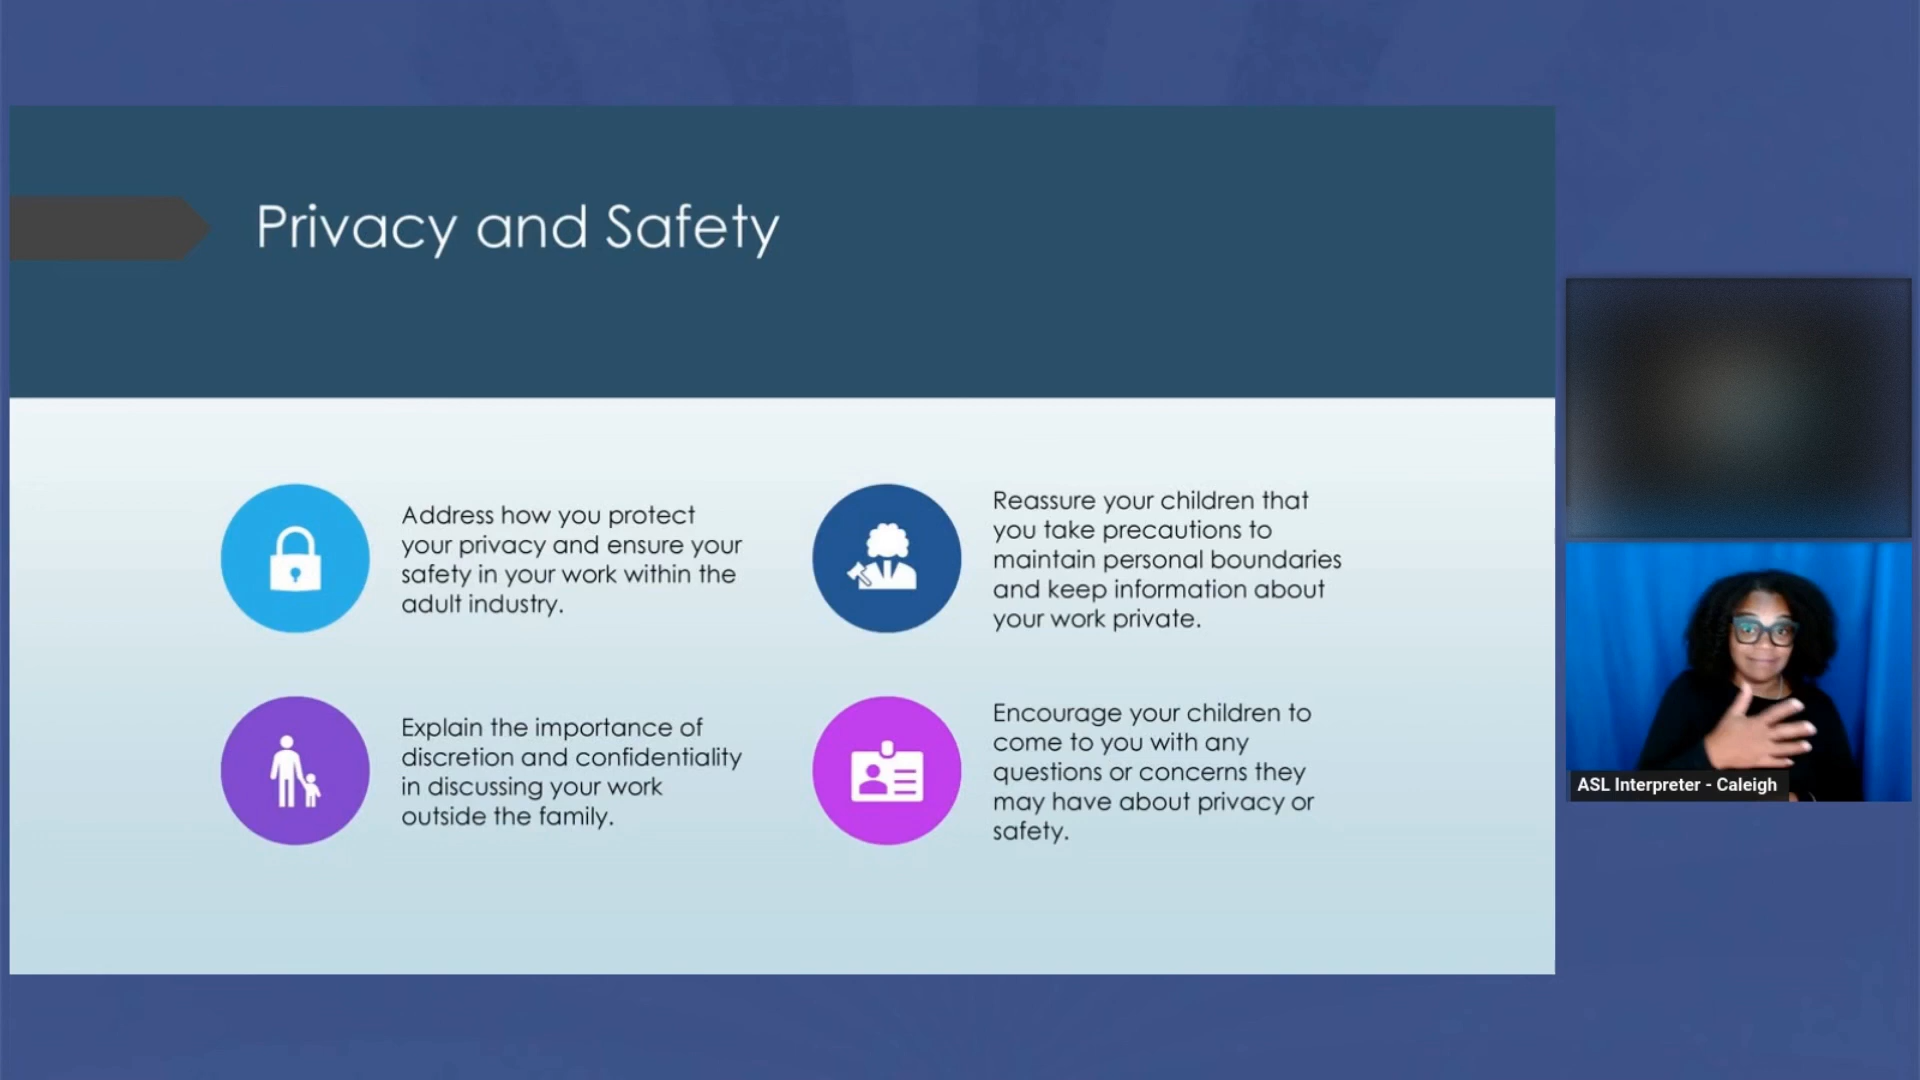 Privacy and Safety
Address how you protect
your privacy and ensure your
safety in your work within the
adult industry.
Reassure your children that
you take precautions to
maintain personal boundaries
and keep information about
your work private.
Explain the importance of
discretion and confidentiality
in discussing your work
outside the family.
Encourage your children to
come to you with any
questions or concerns they
may have about privacy or
safety.
ASL Interpreter - Caleigh